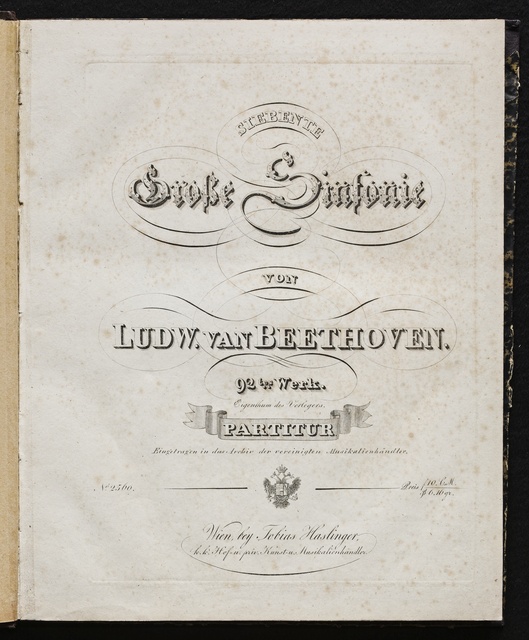 SIEBENTE
Große Sinfonie
VON
LUDW. VAN BEETHOVEN.
92tes Werk.
Eigenthum des Verlegers.
PARTITUR
Eingetragen in das Archiv der vereinigten Musikalienhändler.
No 2560.
Preis
Wien, bey Tobias Haslinger,
k.k. Hof- u. priv. Kunst- u. Musikalienhändler.